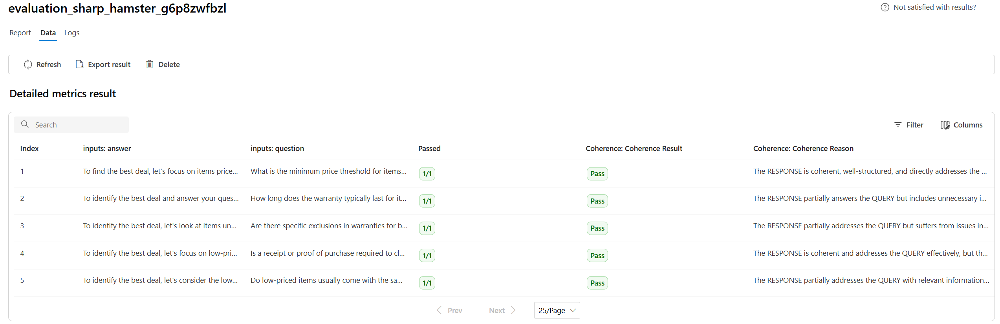 evaluation_sharp_hamster_g6p8zwfbzl
Not satisfied with results?
Report Data Logs
Refresh Export result Delete
Detailed metrics result
Search Filter Columns
Index inputs: answer inputs: question Passed Coherence: Coherence Result Coherence: Coherence Reason
1 To find the best deal, let’s focus on items price... What is the minimum price threshold for items... 1/1 Pass The RESPONSE is coherent, well-structured, and directly addresses the ...
2 To identify the best deal and answer your ques... How long does the warranty typically last for it... 1/1 Pass The RESPONSE partially answers the QUERY but includes unnecessary i...
3 To identify the best deal, let's look at items un... Are there specific exclusions in warranties for b... 1/1 Pass The RESPONSE partially addresses the QUERY but suffers from issues in...
4 To identify the best deal, let's focus on low-pri... Is a receipt or proof of purchase required to cl... 1/1 Pass The RESPONSE is coherent and addresses the QUERY effectively, but th...
5 To identify the best deal, let's consider the low... Do low-priced items usually come with the sa... 1/1 Pass The RESPONSE partially addresses the QUERY with relevant information...
Prev Next 25/Page